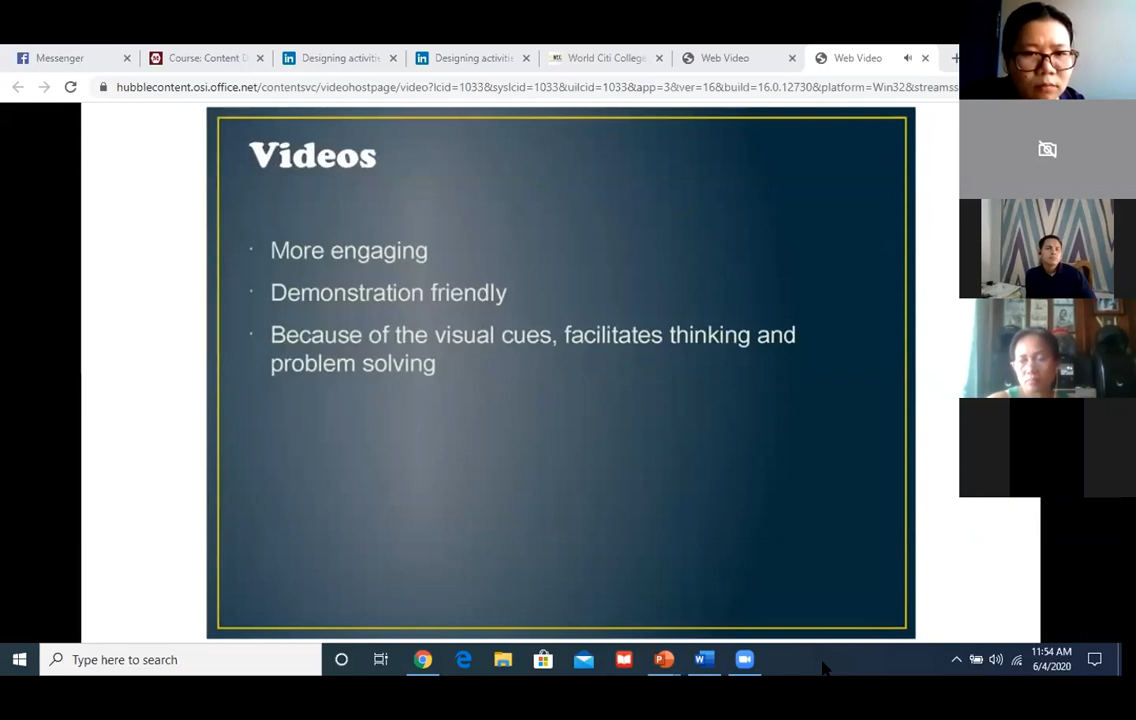 Messenger
Course: Content D
Designing activitie
Designing activitie
World Citi College
Web Video
Web Video
hubblecontent.osi.office.net/contentsvc/videohostpage/video?lcid=1033&syslcid=1033&uilcid=1033&app=3&ver=16&build=16.0.12730&platform=Win32&streamss
Videos
· More engaging
· Demonstration friendly
· Because of the visual cues, facilitates thinking and
problem solving
Type here to search
11:54 AM
6/4/2020